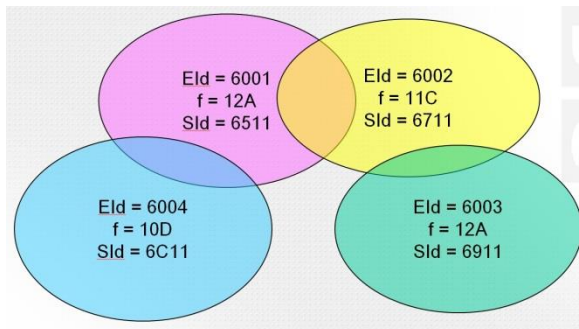 EId = 6001
f = 12A
SId = 6511
EId = 6002
f = 11C
SId = 6711
EId = 6004
f = 10D
SId = 6C11
EId = 6003
f = 12A
SId = 6911